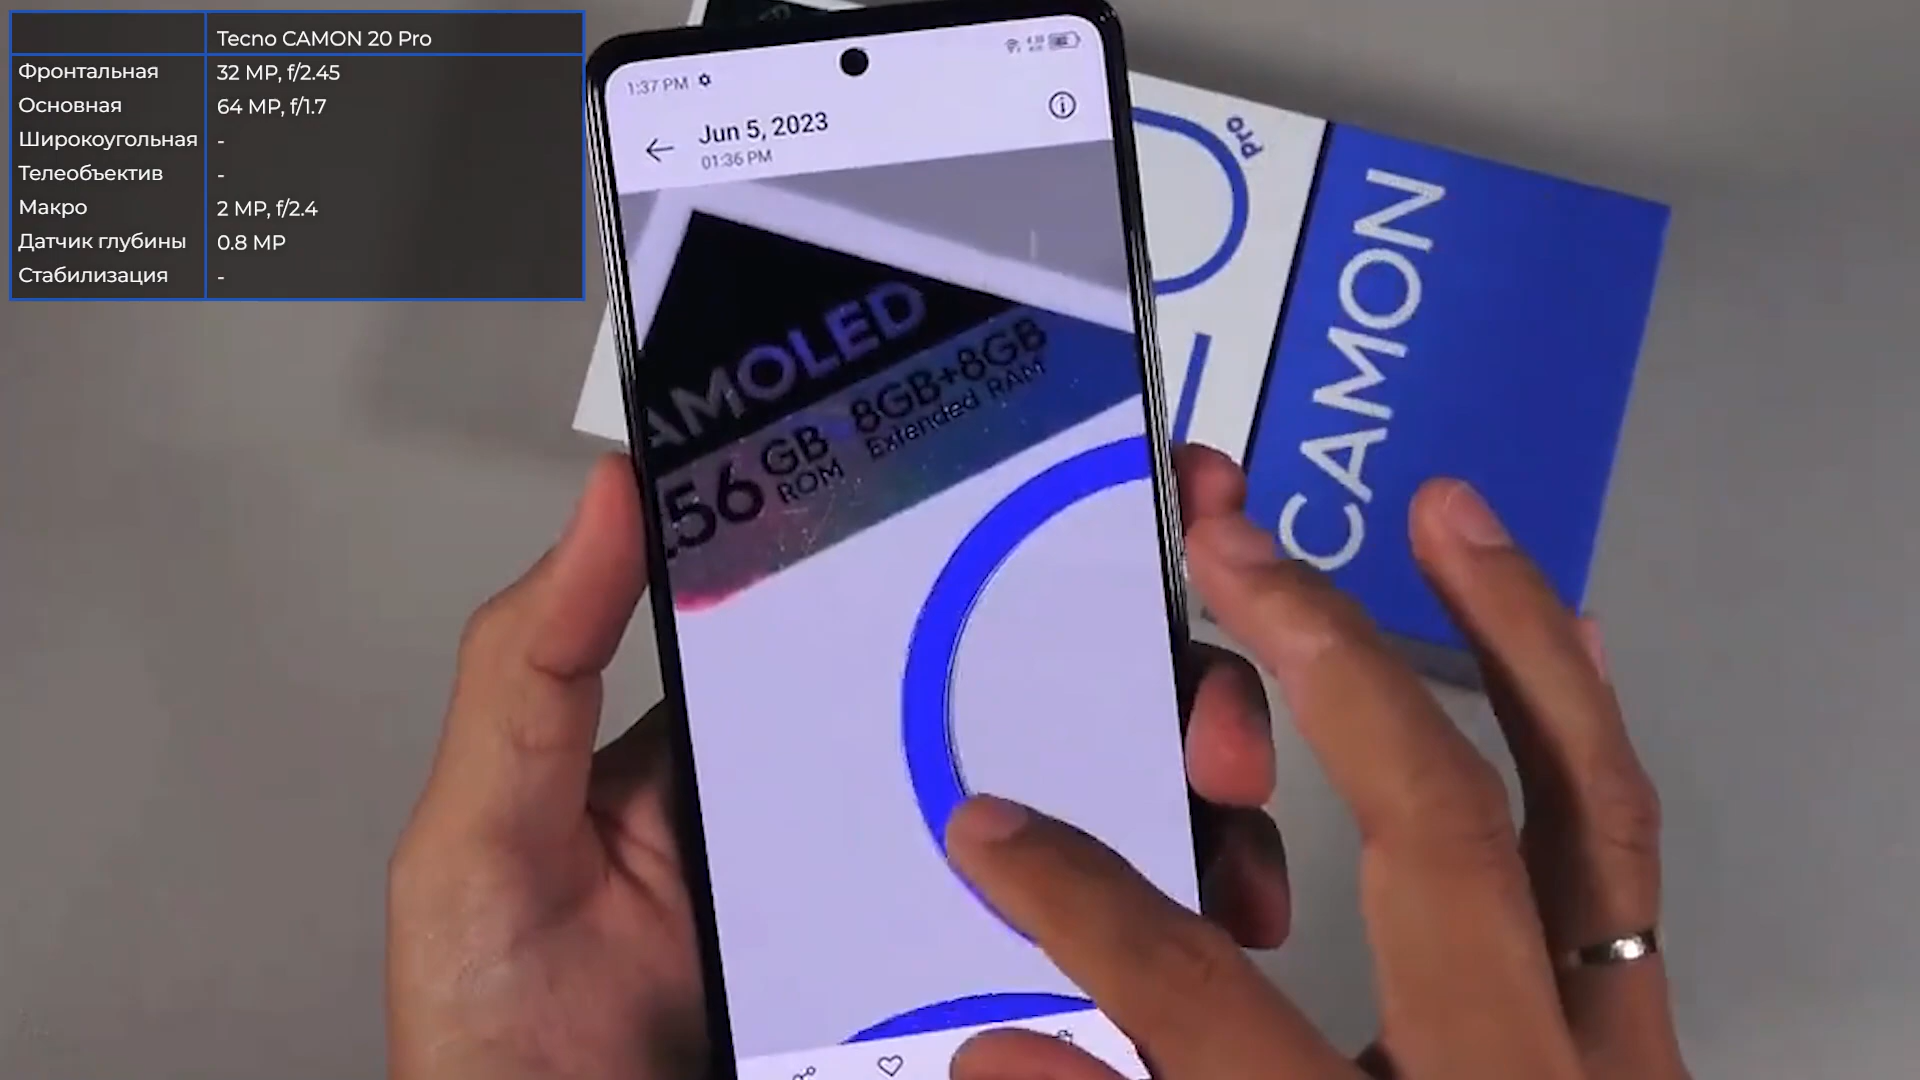 Tecno CAMON 20 Pro
Фронтальная 32 MP, f/2.45
Основная 64 MP, f/1.7
Широкоугольная -
Телеобъектив -
Макро 2 MP, f/2.4
Датчик глубины 0.8 MP
Стабилизация -
1:37 PM
Jun 5, 2023
01:36 PM
AMOLED
56 GB ROM
8GB+8GB
Extended RAM
Pro
CAMON